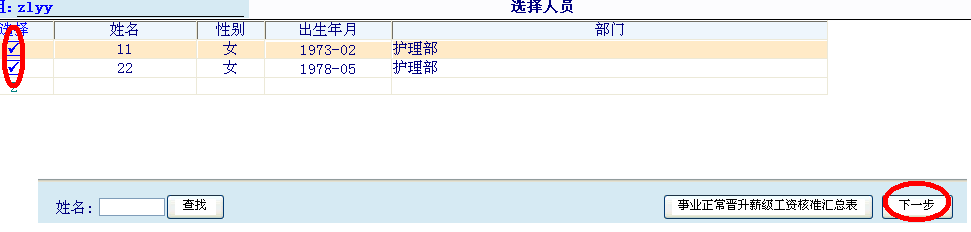 组:zlyy 选择人员
选择 姓名 性别 出生年月 部门
✓ 11 女 1973-02 护理部
✓ 22 女 1978-05 护理部
2
姓名: 查找 事业正常晋升薪级工资核准汇总表 下一步